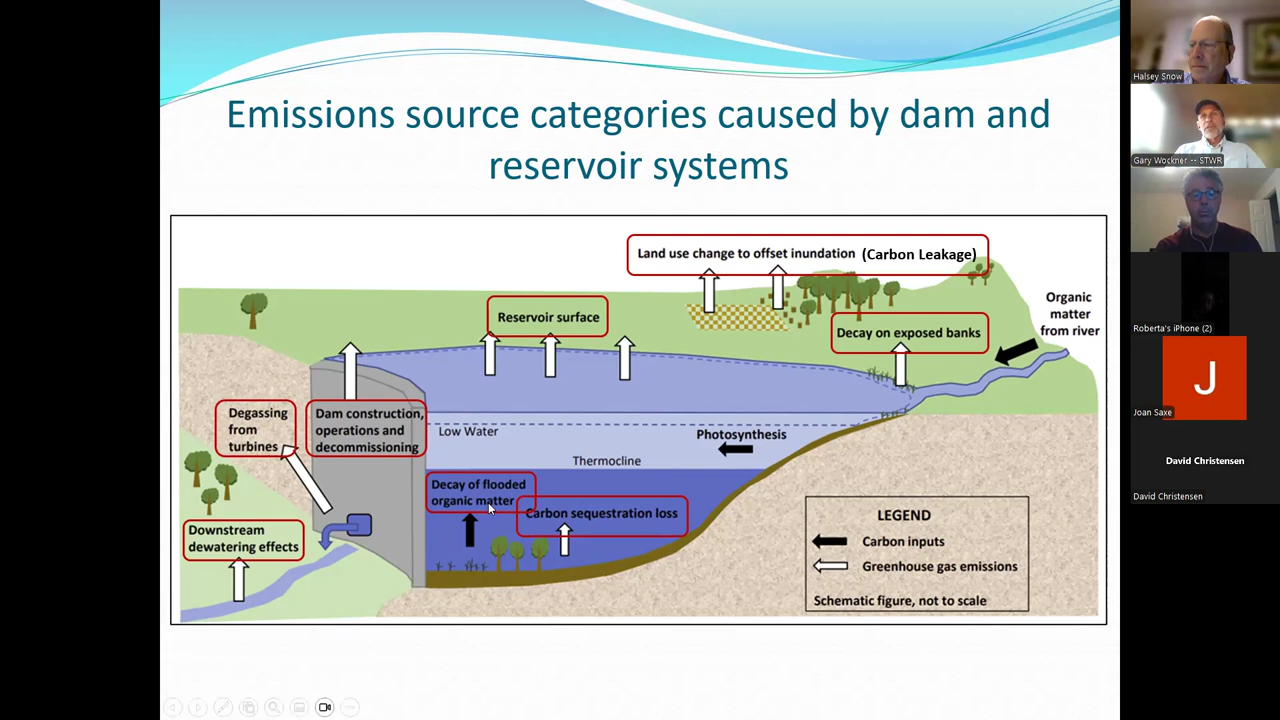 Emissions source categories caused by dam and
reservoir systems
Land use change to offset inundation (Carbon Leakage)
Organic
matter
from river
Reservoir surface
Decay on exposed banks
Degassing
from
turbines
Dam construction,
operations and
decommissioning
Low Water
Photosynthesis
Thermocline
Decay of flooded
organic matter
Carbon sequestration loss
Downstream
dewatering effects
LEGEND
Carbon inputs
Greenhouse gas emissions
Schematic figure, not to scale
Halsey Snow
Gary Wockner -- STWR
Roberta's iPhone (2)
J
Joan Saxe
David Christensen
David Christensen